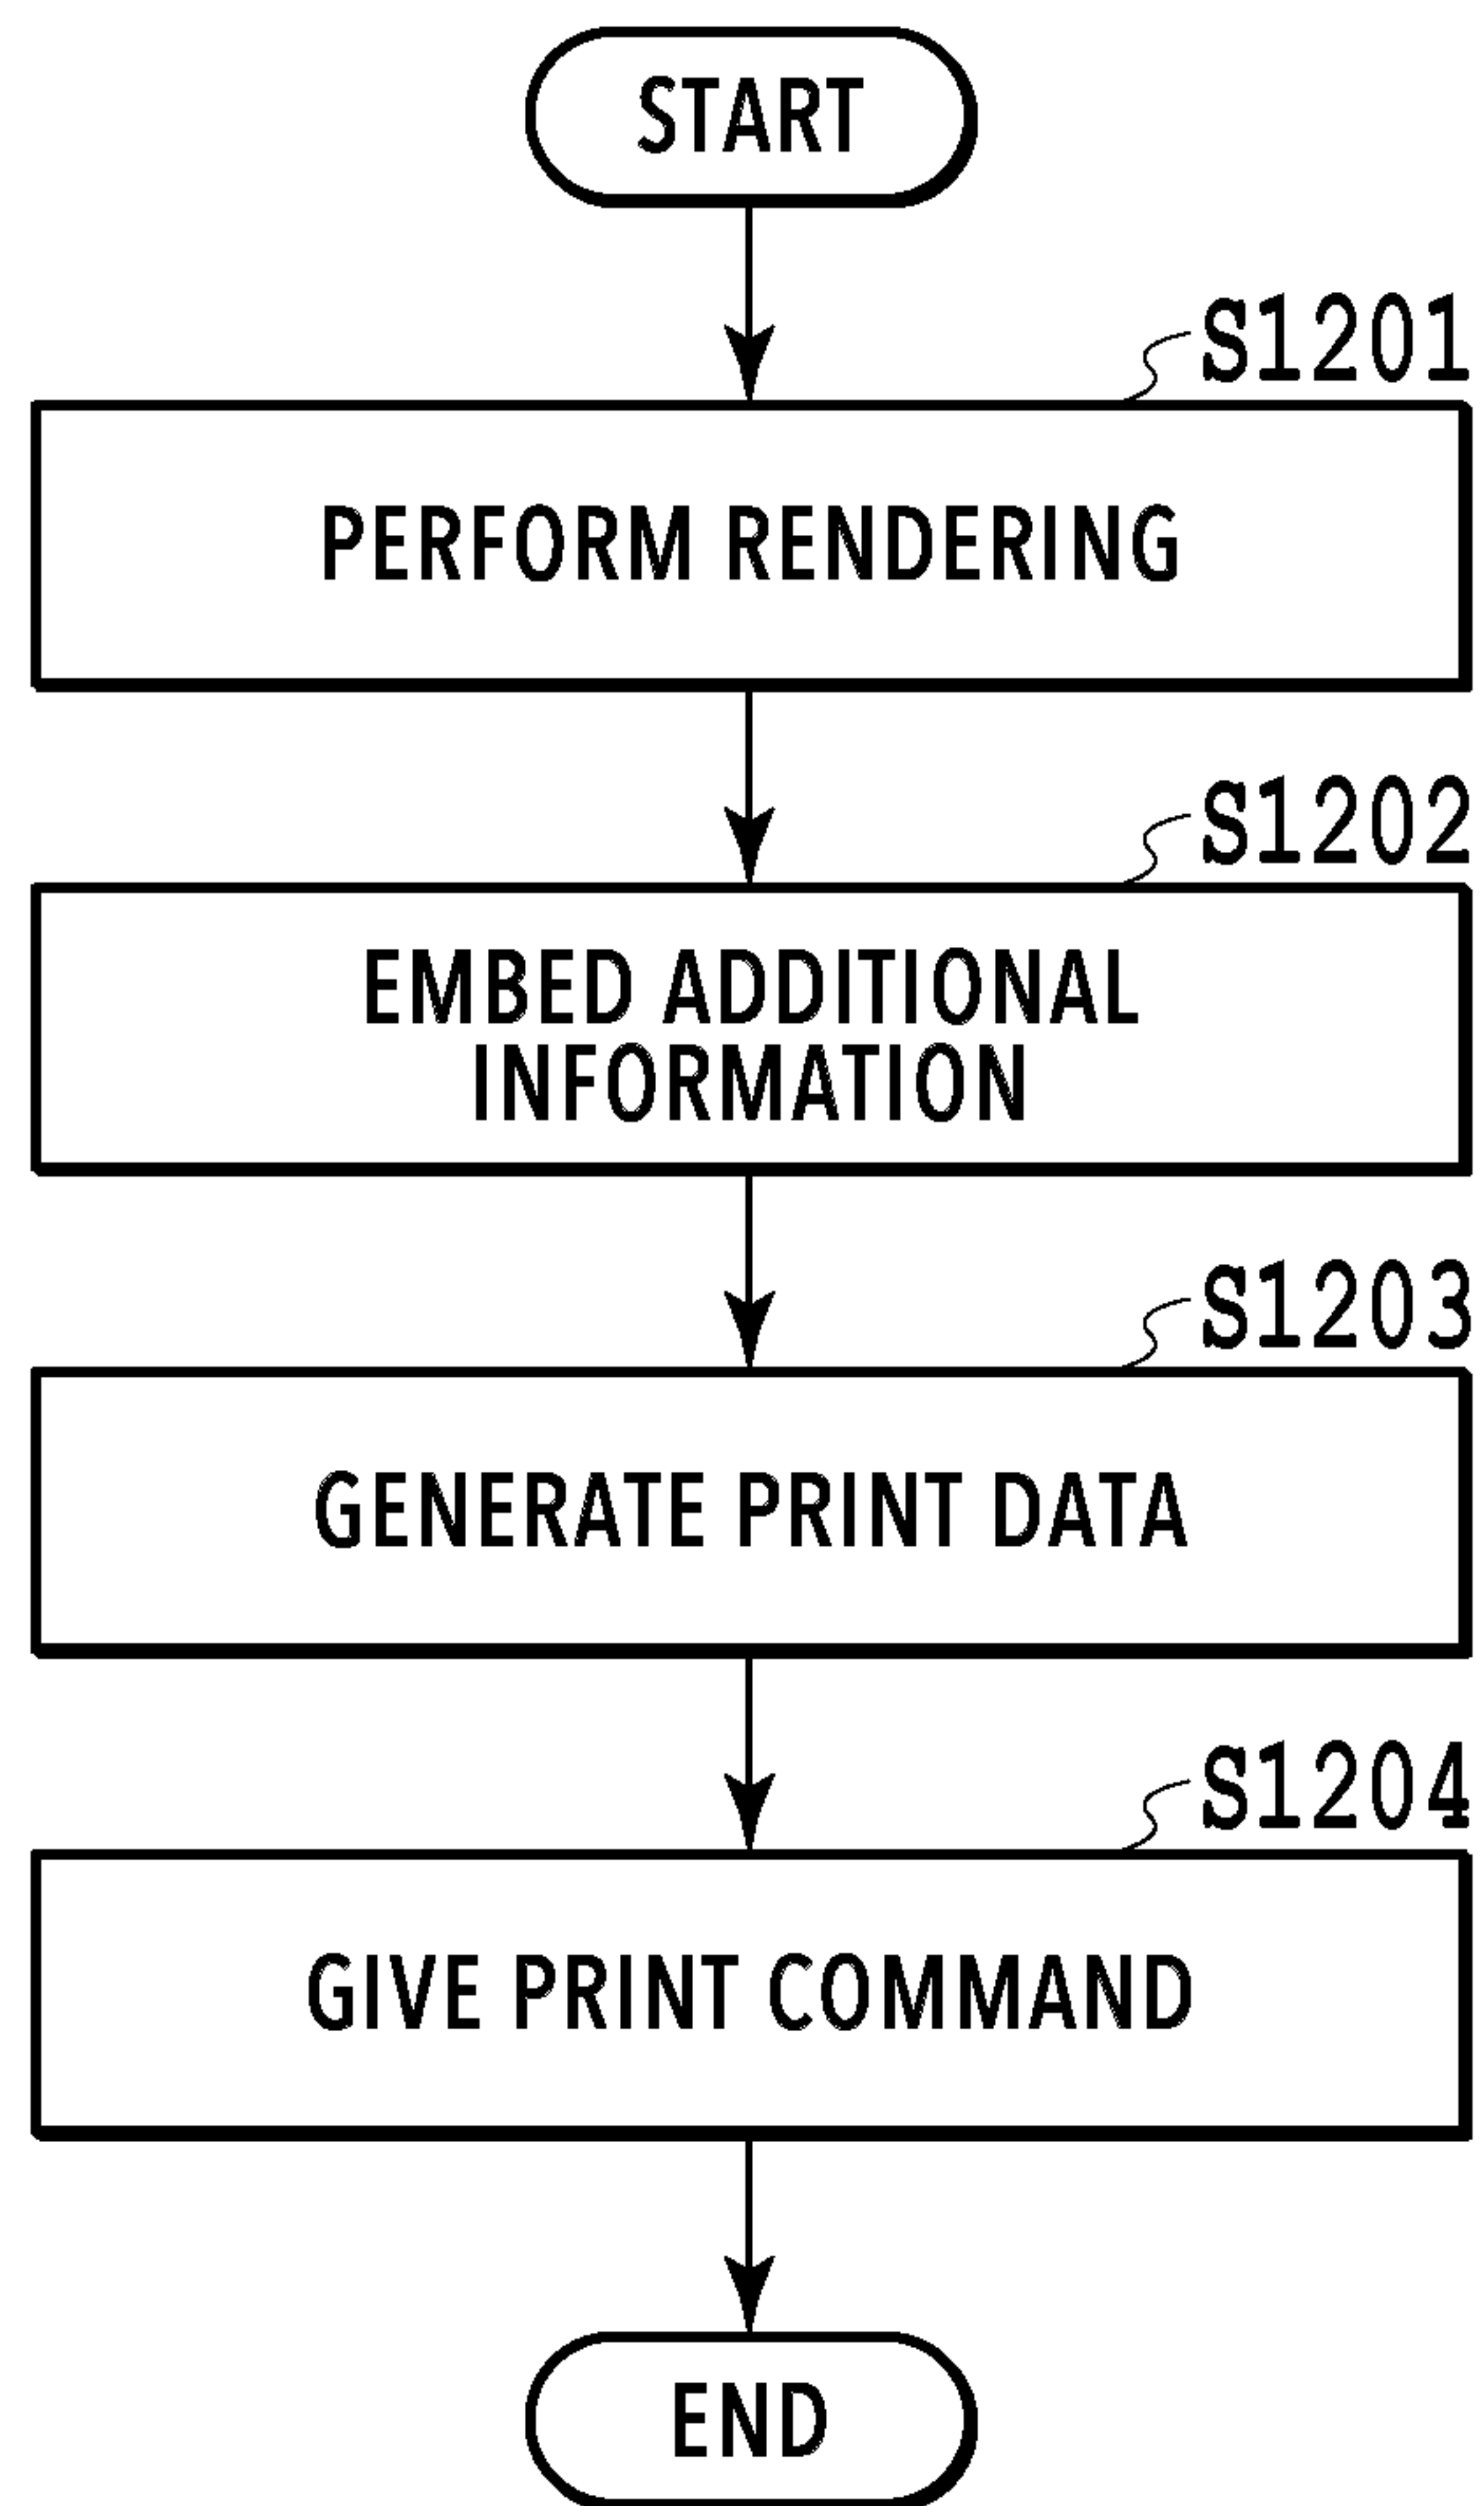 START
S1201
PERFORM RENDERING
S1202
EMBED ADDITIONAL
INFORMATION
S1203
GENERATE PRINT DATA
S1204
GIVE PRINT COMMAND
END